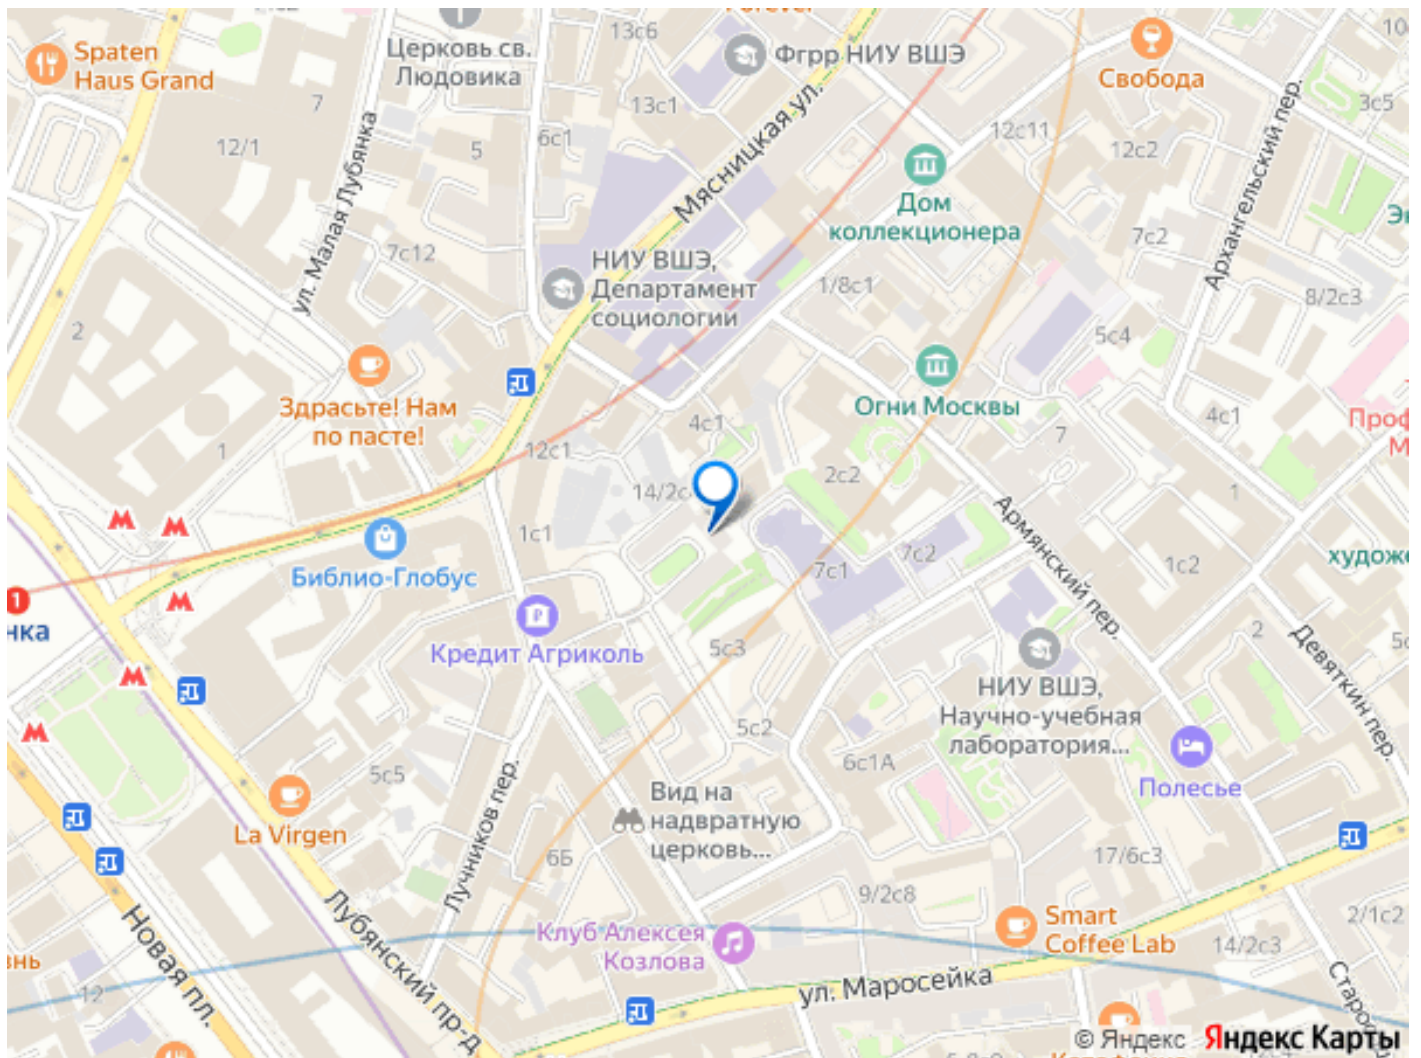 Forever
Spaten
Haus Grand
Церковь св.
Людовика
13с6
Фгрр НИУ ВШЭ
Свобода
10
3с5
7
12/1
5
6с1
13с1
Мясницкая ул.
12с11
12с2
Архангельский пер.
ул. Малая Лубянка
7с12
Дом
коллекционера
7с2
НИУ ВШЭ,
Департамент
социологии
1/8с1
8/2с3
2
5с4
Здрасьте! Нам
по пасте!
Огни Москвы
4с1
4с1
7
1
12с1
14/2с
2с2
1
1с1
Армянский пер.
Библио-Глобус
7с1
7с2
1с2
1
нка
Кредит Агриколь
5с3
2
Девяткин пер.
НИУ ВШЭ,
Научно-учебная
лаборатория...
5с2
6с1А
Полесье
5с5
Лучников пер.
La Virgen
Вид на
надвратную
церковь...
6Б
17/6с3
9/2с8
Новая пл.
Лубянский пр-д
Клуб Алексея
Козлова
Smart
Coffee Lab
2/1с2
14/2с3
12
ул. Маросейка
© Яндекс Яндекс Карты